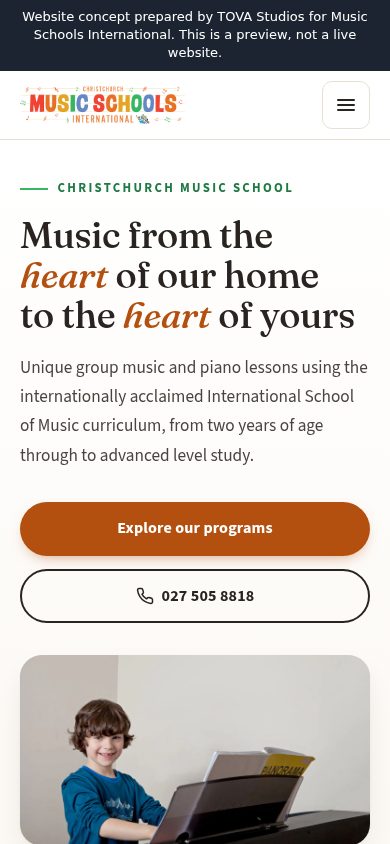 Website concept prepared by TOVA Studios for Music
Schools International. This is a preview, not a live
website.
CHRISTCHURCH
MUSIC SCHOOLS
INTERNATIONAL
CHRISTCHURCH MUSIC SCHOOL
Music from the
heart of our home
to the heart of yours
Unique group music and piano lessons using the
internationally acclaimed International School
of Music curriculum, from two years of age
through to advanced level study.
Explore our programs
027 505 8818
PANORAMA